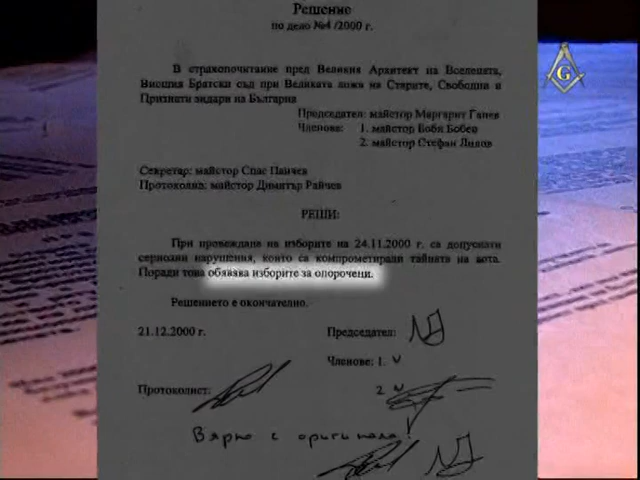 Решение
по дело №4 /2000 г.
В страхопочитание пред Великия Архитект на Вселената,
Висшия Братски съд при Великата ложа на Старите, Свободни и
Признати зидари на България
Председател: майстор Маргарит Ганев
Членове: 1. майстор Боби Бобев
2. майстор Стефан
Секретар: майстор Спас Панчев
Протоколист: майстор Димитър Райчев
РЕШИ:
При провеждане на изборите на 24.11.2000 г. са допуснати
сериозни нарушения, които са компрометирали тайната на вота.
Поради това обявява изборите за опорочени.
Решението е окончателно.
21.12.2000 г. Председател:
Членове: 1.
Протоколист: 2
Вярно с оригинала!
G